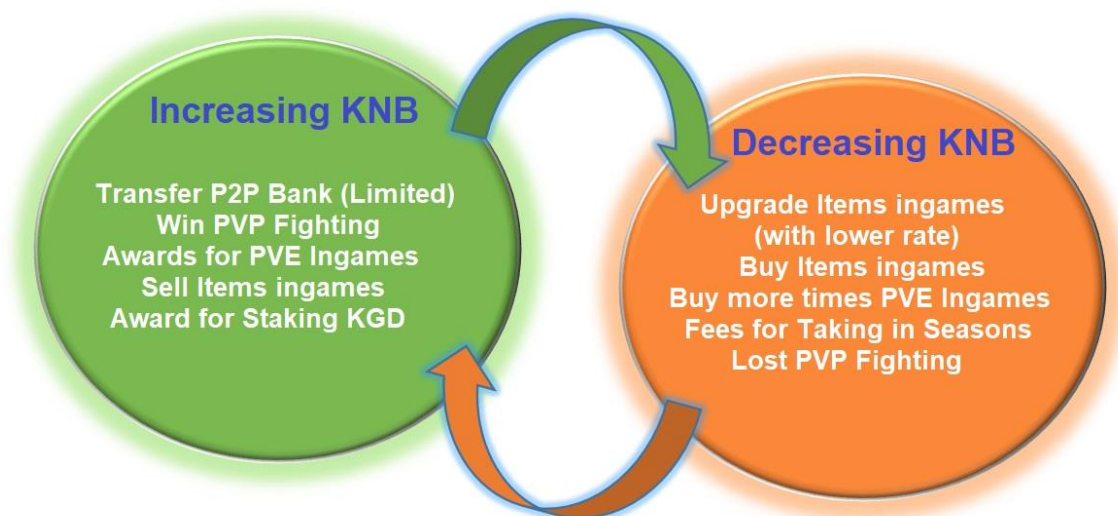 Increasing KNB
Transfer P2P Bank (Limited)
Win PVP Fighting
Awards for PVE Ingames
Sell Items ingames
Award for Staking KGD
Decreasing KNB
Upgrade Items ingames
(with lower rate)
Buy Items ingames
Buy more times PVE Ingames
Fees for Taking in Seasons
Lost PVP Fighting